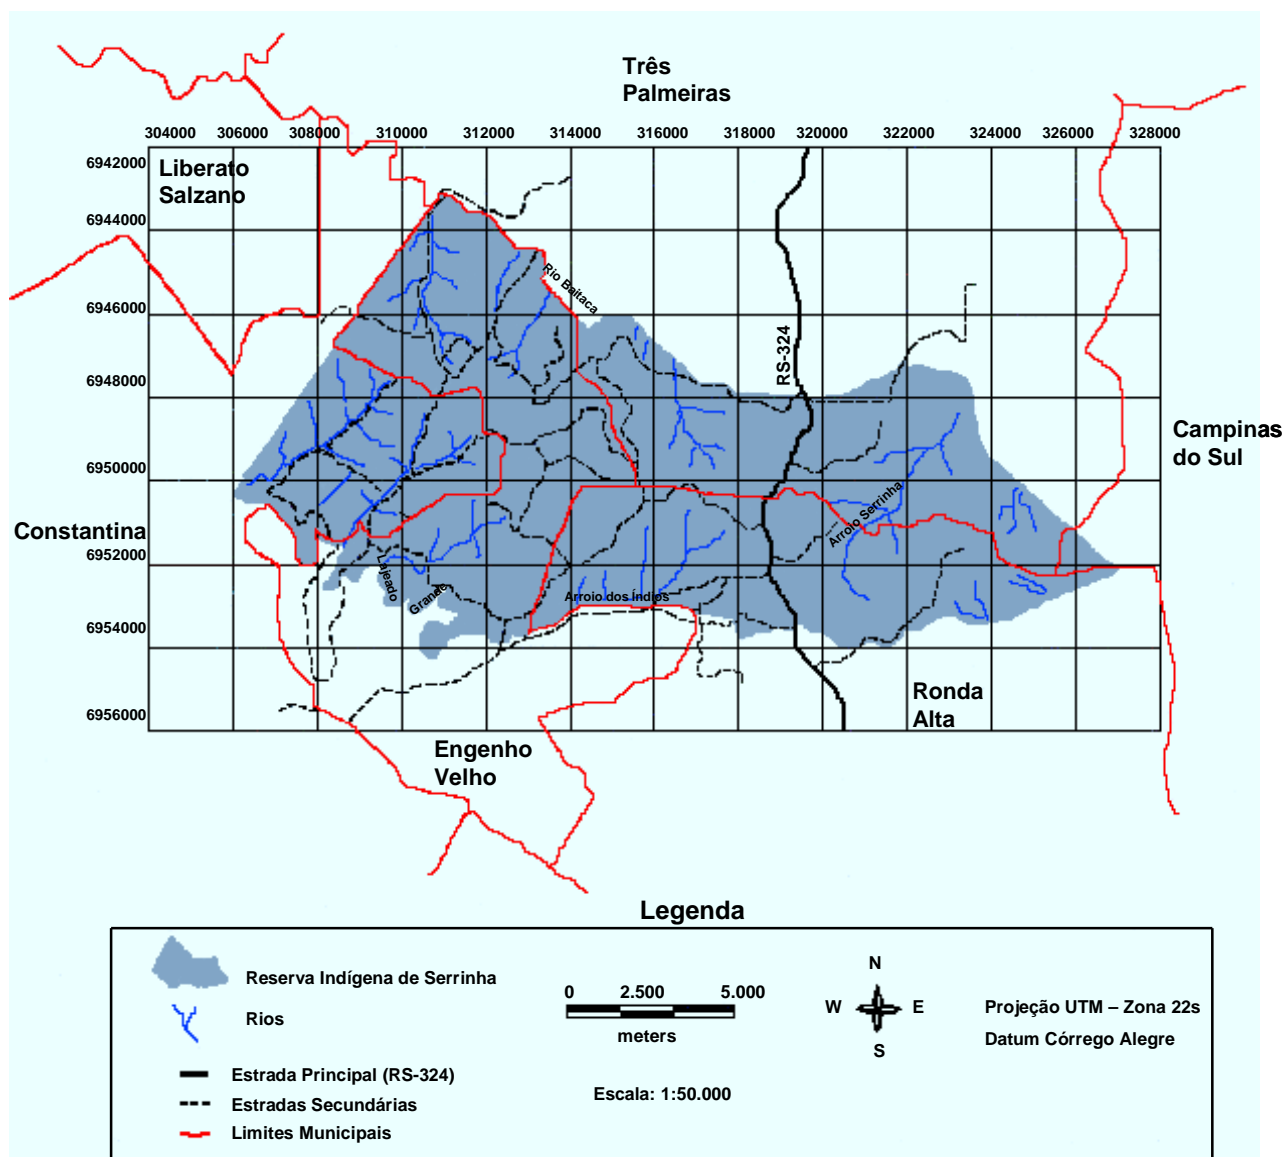 Três
Palmeiras
304000 306000 308000 310000 312000 314000 316000 318000 320000 322000 324000 326000 328000
6942000
Liberato
Salzano
6944000
Rio Baitaca
6946000
RS-324
6948000
Campinas
do Sul
6950000
Arroio Serrinha
Constantina
6952000
Lajeado
Grande
Arroio dos Índios
6954000
Ronda
Alta
6956000
Engenho
Velho
Legenda
Reserva Indígena de Serrinha
Rios
Estrada Principal (RS-324)
Estradas Secundárias
Limites Municipais
0 2.500 5.000
meters
Escala: 1:50.000
N
W E
S
Projeção UTM – Zona 22s
Datum Córrego Alegre